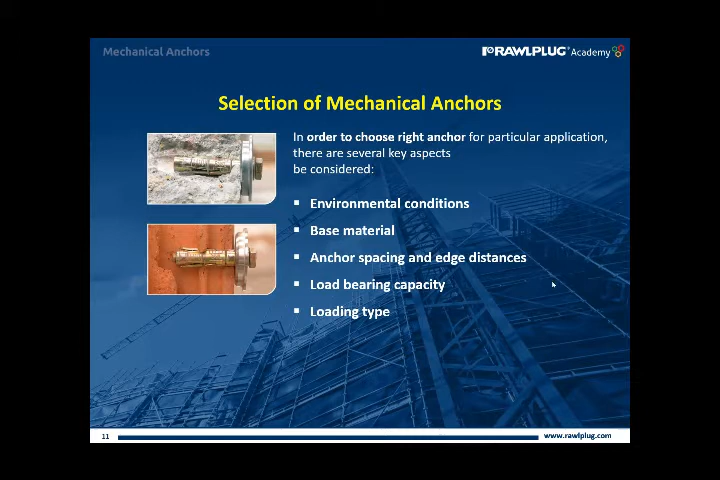 Mechanical Anchors
RAWLPLUG® Academy
Selection of Mechanical Anchors
In order to choose right anchor for particular application,
there are several key aspects
be considered:
Environmental conditions
Base material
Anchor spacing and edge distances
Load bearing capacity
Loading type
11
www.rawlplug.com